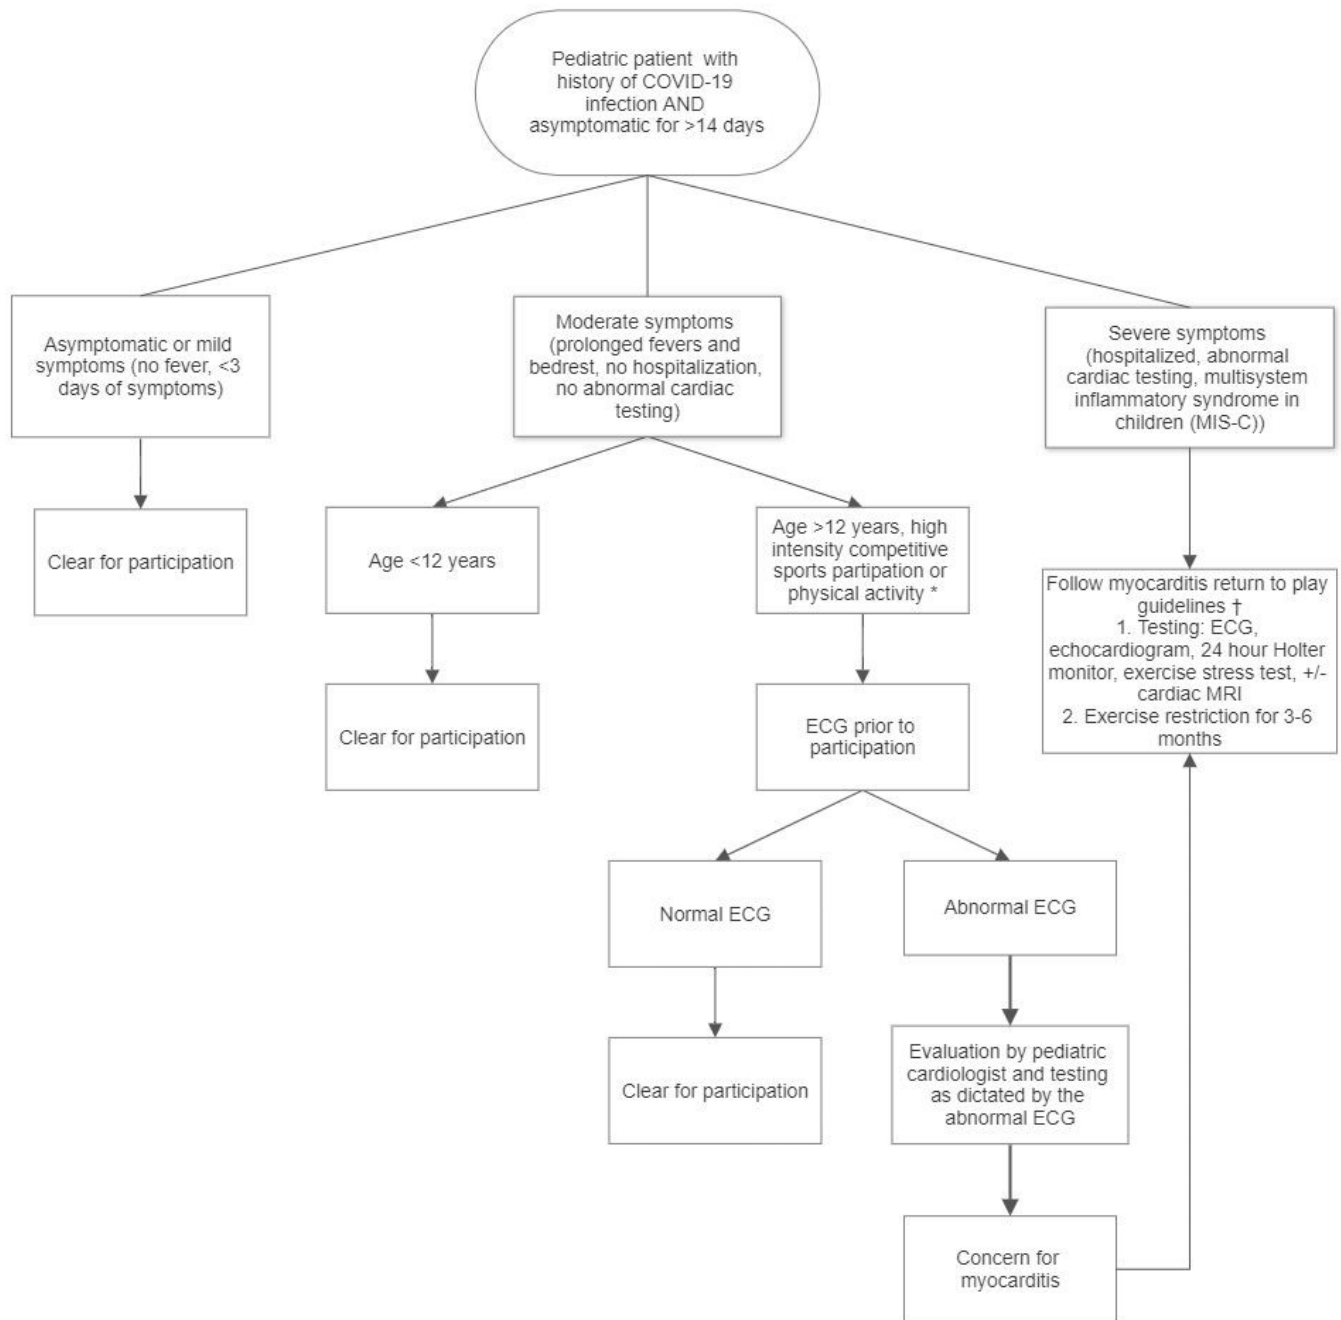 Pediatric patient with
history of COVID-19
infection AND
asymptomatic for >14 days
Asymptomatic or mild
symptoms (no fever, <3
days of symptoms)
Moderate symptoms
(prolonged fevers and
bedrest, no hospitalization,
no abnormal cardiac
testing)
Severe symptoms
(hospitalized, abnormal
cardiac testing, multisystem
inflammatory syndrome in
children (MIS-C))
Clear for participation
Age <12 years
Age >12 years, high
intensity competitive
sports partipation or
physical activity *
Follow myocarditis return to play
guidelines †
1. Testing: ECG,
echocardiogram, 24 hour Holter
monitor, exercise stress test, +/-
cardiac MRI
2. Exercise restriction for 3-6
months
Clear for participation
ECG prior to
participation
Normal ECG
Abnormal ECG
Clear for participation
Evaluation by pediatric
cardiologist and testing
as dictated by the
abnormal ECG
Concern for
myocarditis